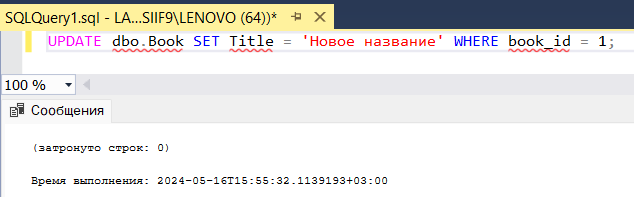 SQLQuery1.sql - LA...SIIF9\LENOVO (64))*
UPDATE dbo.Book SET Title = 'Новое название' WHERE book_id = 1;
100 %
Сообщения
(затронуто строк: 0)
Время выполнения: 2024-05-16T15:55:32.1139193+03:00